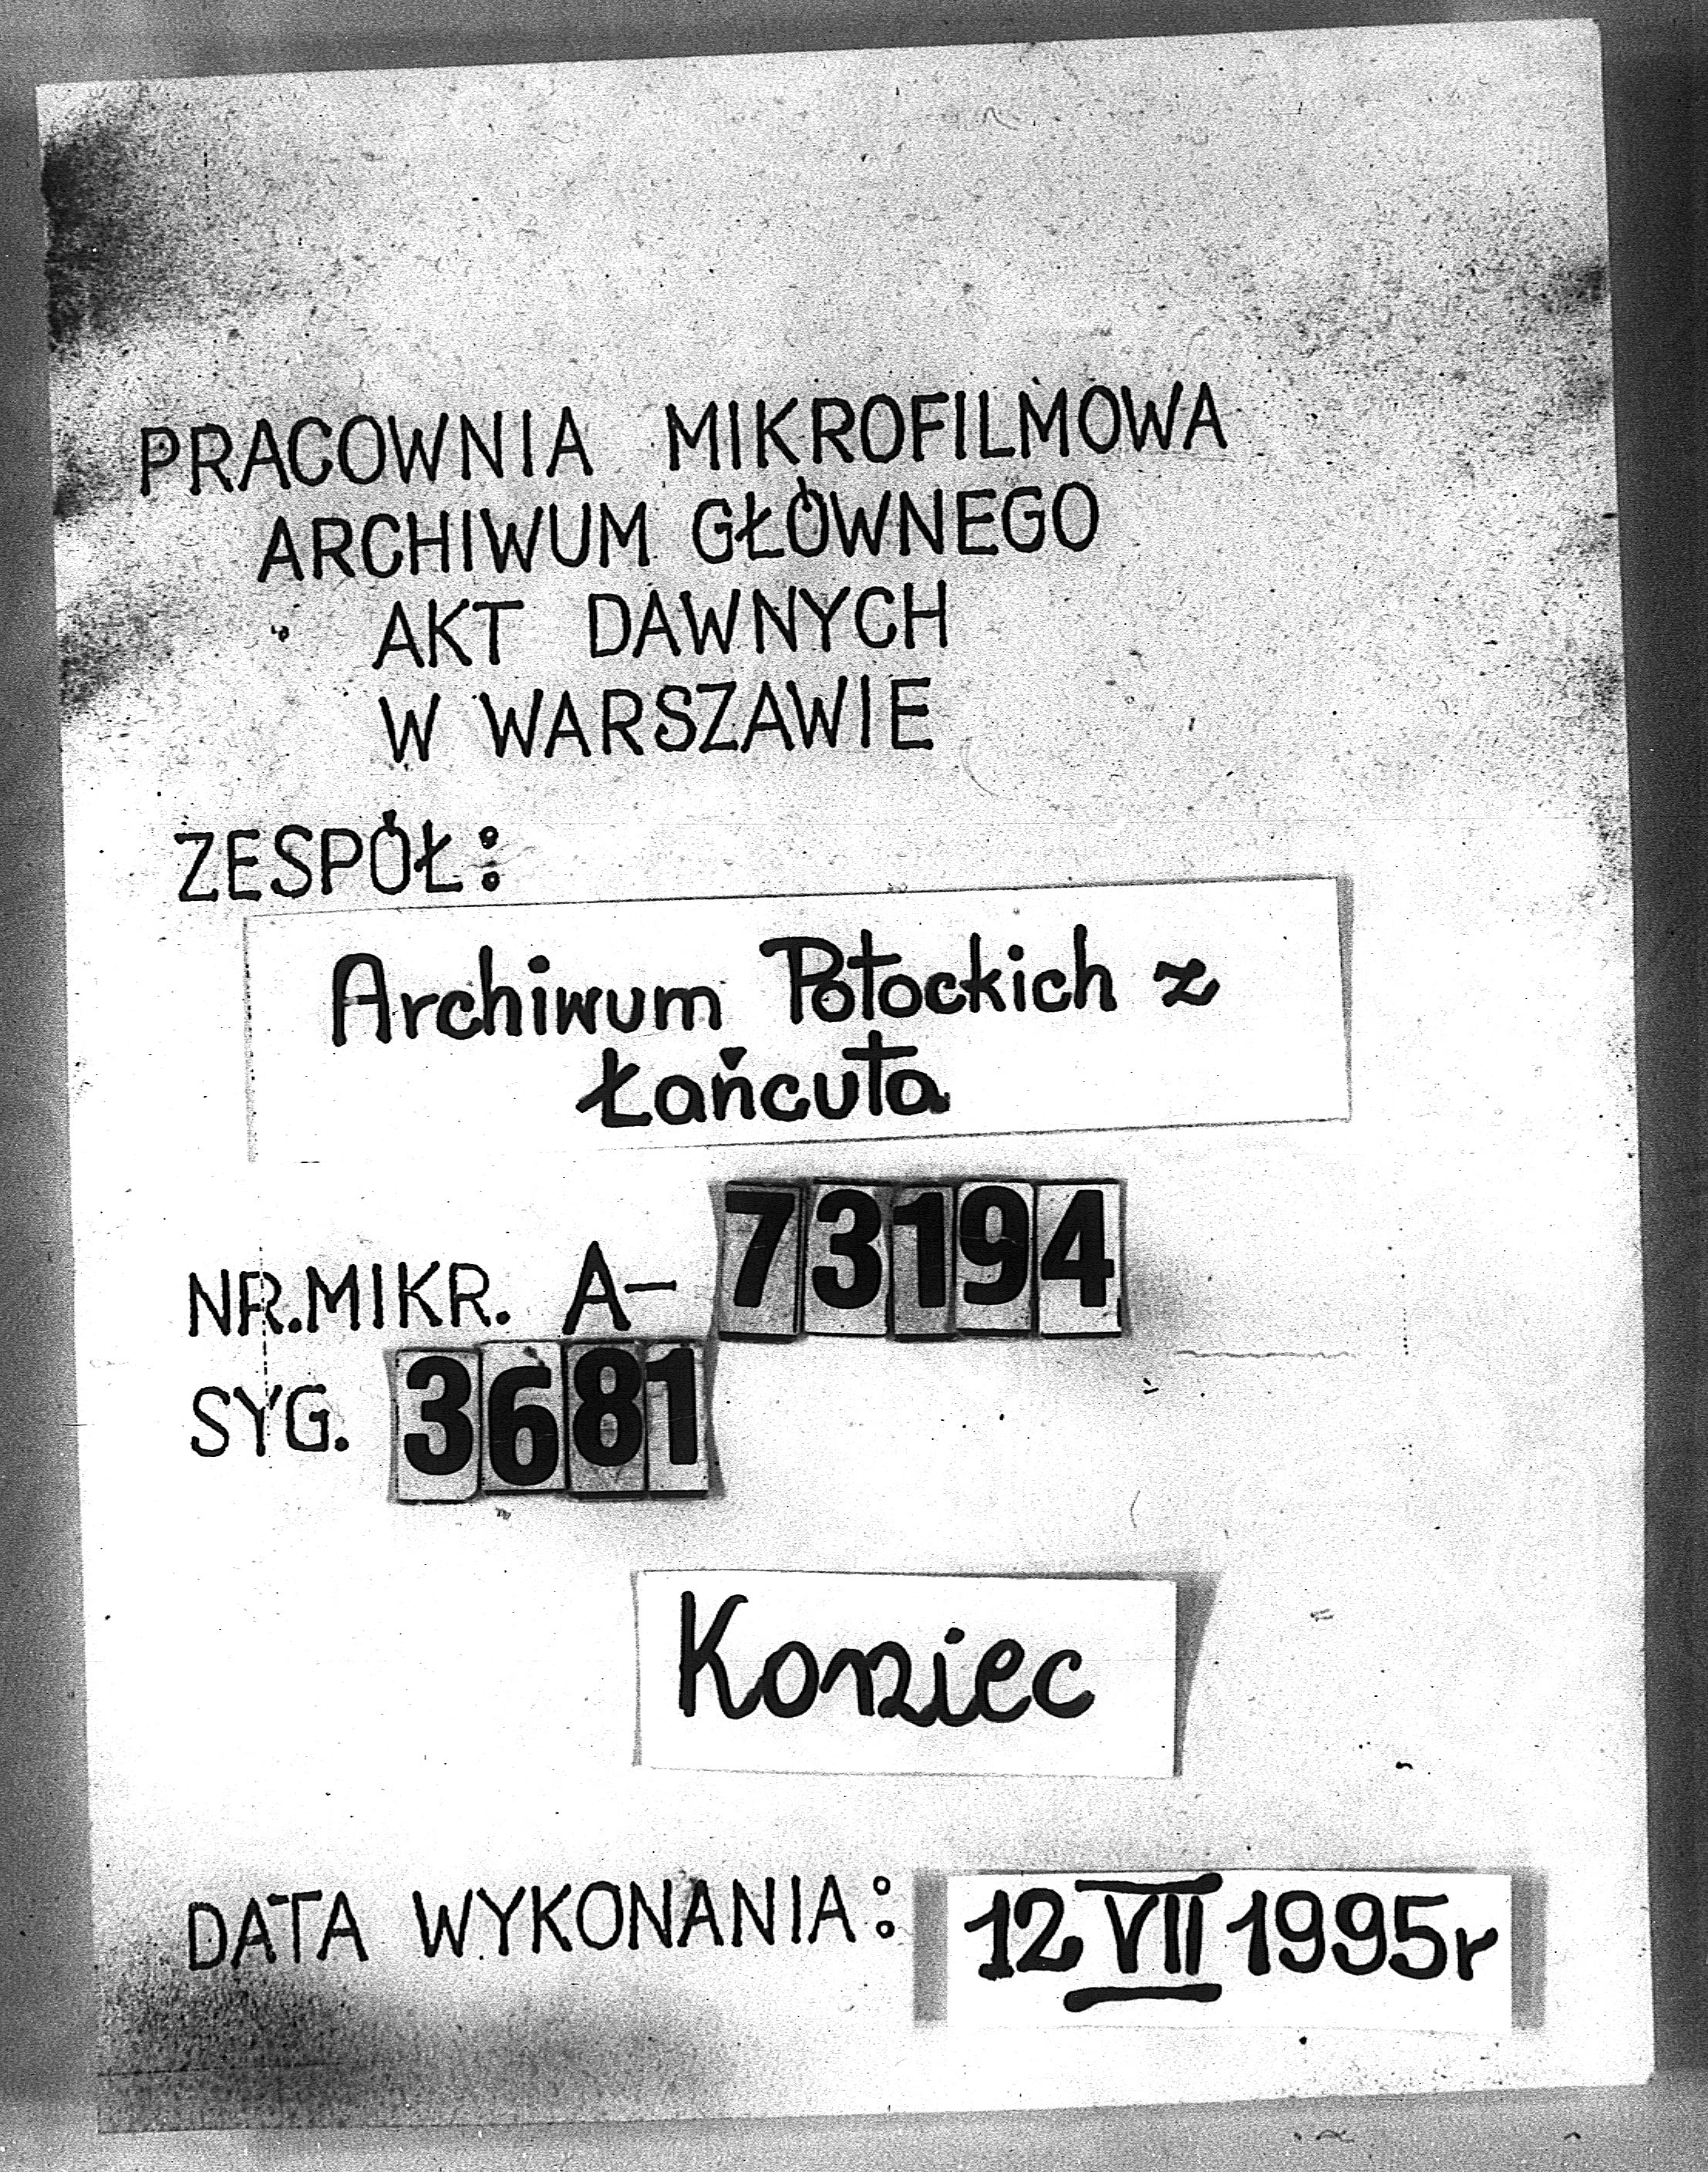 PRACOWNIA MIKROFILMOWA
ARCHIWUM GŁÓWNEGO
AKT DAWNYCH
W WARSZAWIE
ZESPÓŁ:
Archiwum Potockich z
Łańcuta
NR.MIKR. A- 73194
SYG. 3681
Koniec
DATA WYKONANIA: 12 VII 1995r